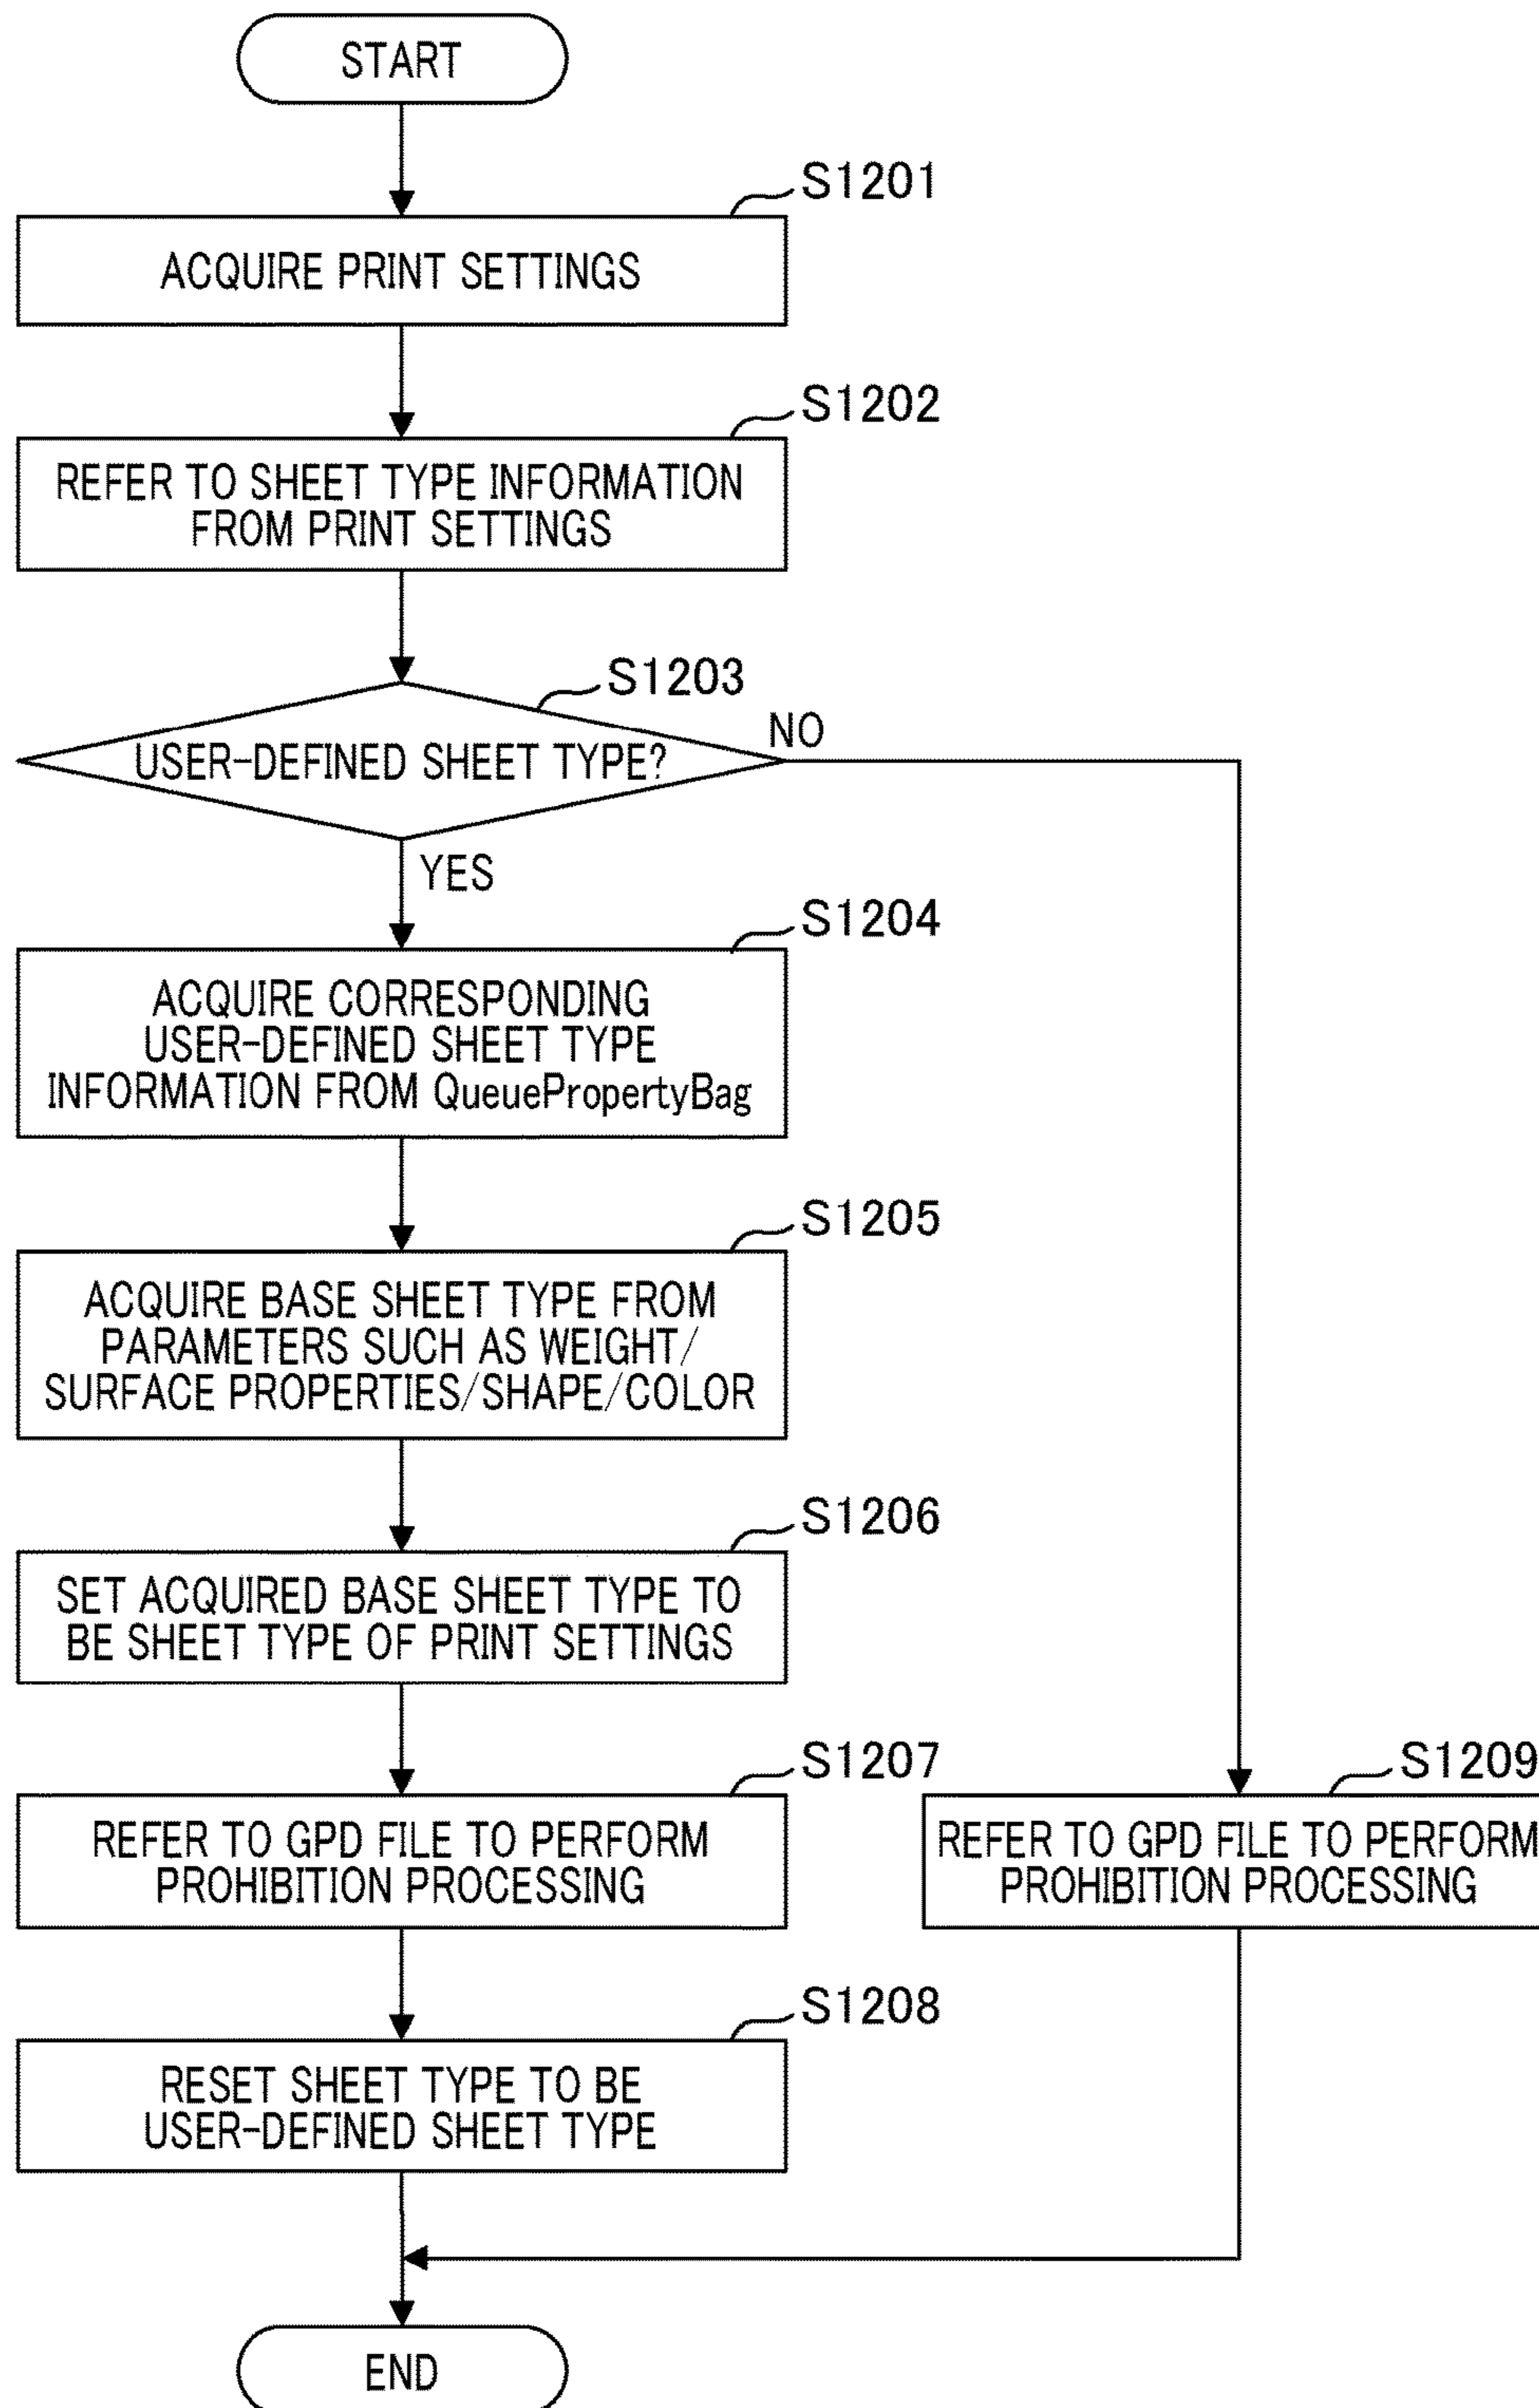 START
S1201
ACQUIRE PRINT SETTINGS
S1202
REFER TO SHEET TYPE INFORMATION
FROM PRINT SETTINGS
S1203
USER-DEFINED SHEET TYPE?
NO
YES
S1204
ACQUIRE CORRESPONDING
USER-DEFINED SHEET TYPE
INFORMATION FROM QueuePropertyBag
S1205
ACQUIRE BASE SHEET TYPE FROM
PARAMETERS SUCH AS WEIGHT/
SURFACE PROPERTIES/SHAPE/COLOR
S1206
SET ACQUIRED BASE SHEET TYPE TO
BE SHEET TYPE OF PRINT SETTINGS
S1207
REFER TO GPD FILE TO PERFORM
PROHIBITION PROCESSING
S1209
REFER TO GPD FILE TO PERFORM
PROHIBITION PROCESSING
S1208
RESET SHEET TYPE TO BE
USER-DEFINED SHEET TYPE
END